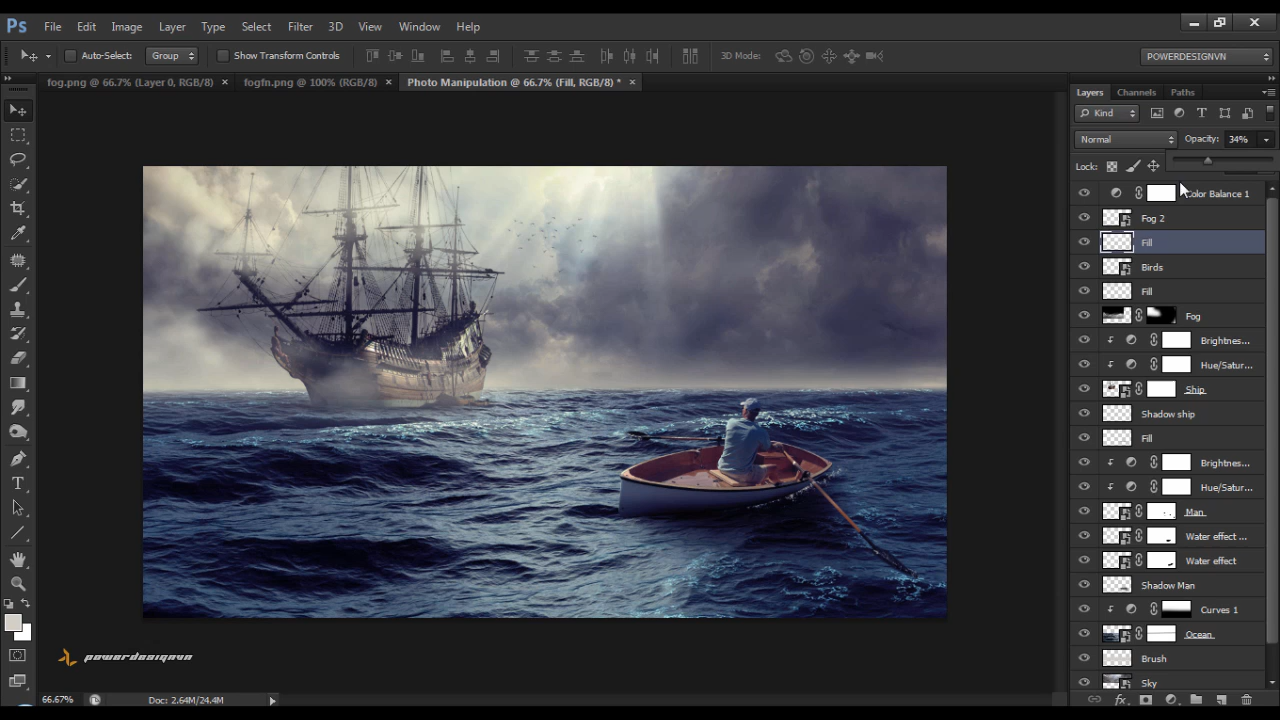 Ps File Edit Image Layer Type Select Filter 3D View Window Help
Auto-Select: Group Show Transform Controls 3D Mode: POWERDESIGNVN
fog.png @ 66.7% (Layer 0, RGB/8) × fogfn.png @ 100% (RGB/8) × Photo Manipulation @ 66.7% (Fill, RGB/8) * ×
Layers Channels Paths
Kind
Normal Opacity: 34%
Lock:
Color Balance 1
Fog 2
Fill
Birds
Fill
Fog
Brightnes...
Hue/Satur...
Ship
Shadow ship
Fill
Brightnes...
Hue/Satur...
Man
Water effect ...
Water effect
Shadow Man
Curves 1
Ocean
Brush
Sky
powerdesignvn
66.67% Doc: 2.64M/24.4M